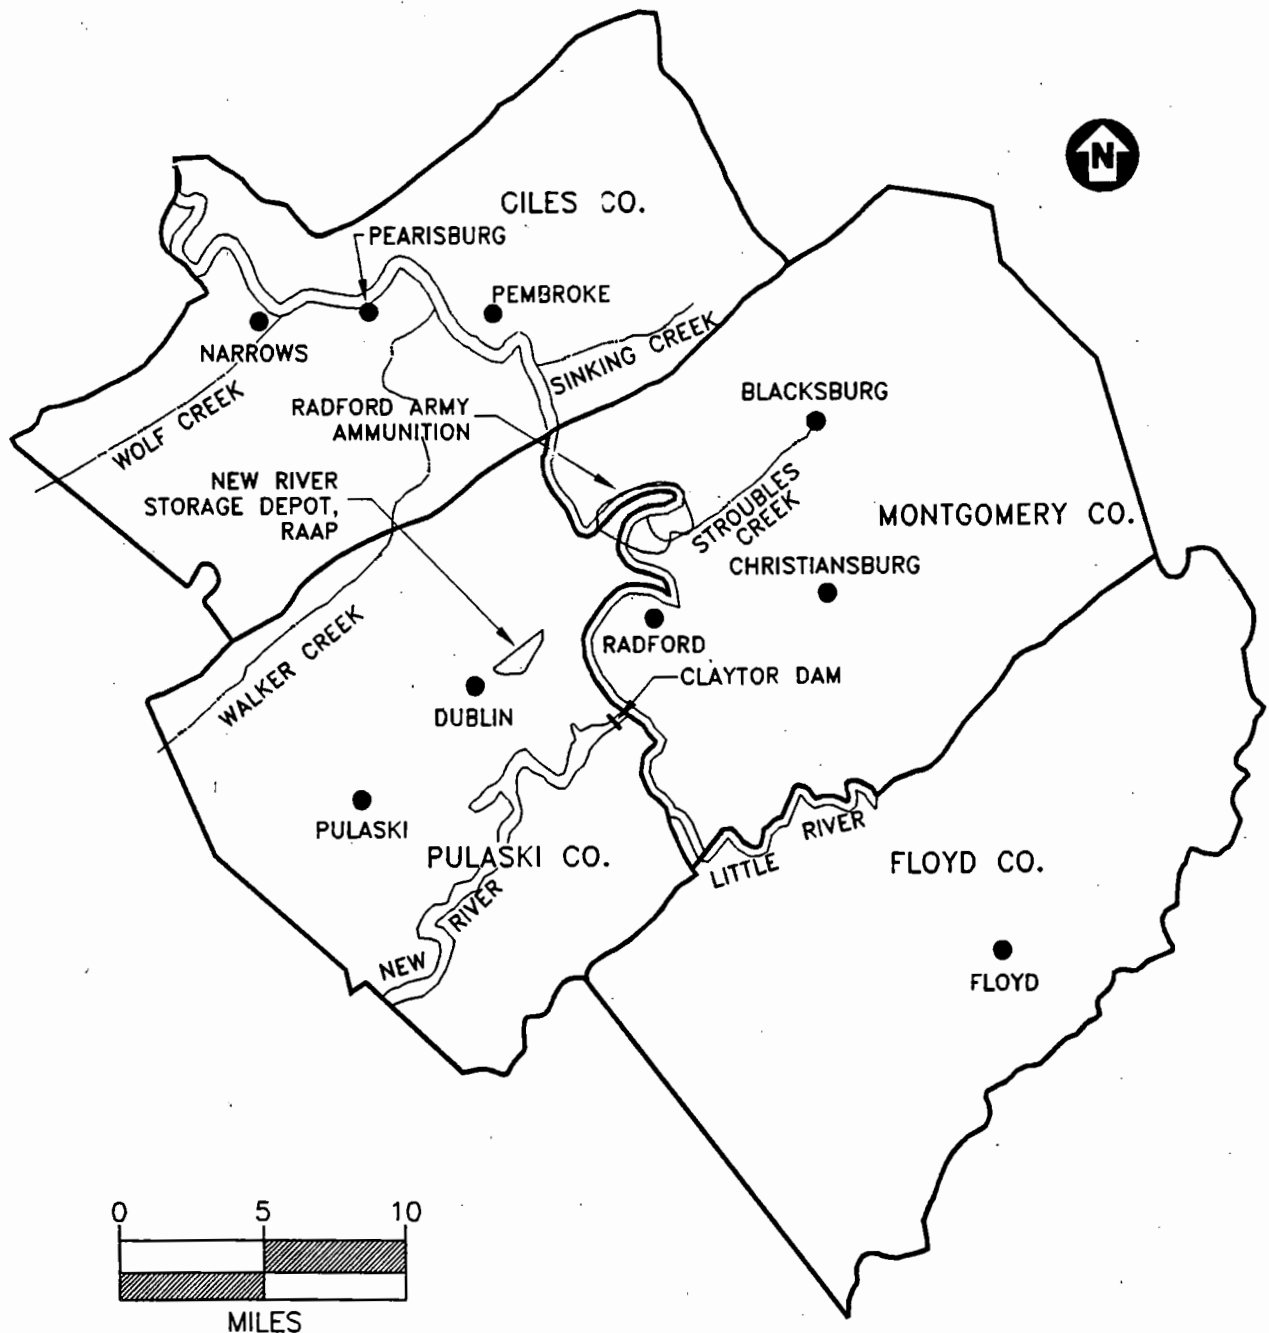 N
GILES CO.
PEARISBURG
PEMBROKE
NARROWS
SINKING CREEK
WOLF CREEK
RADFORD ARMY
AMMUNITION
BLACKSBURG
NEW RIVER
STORAGE DEPOT,
RAAP
STROUBLES
CREEK
MONTGOMERY CO.
CHRISTIANSBURG
WALKER CREEK
RADFORD
CLAYTOR DAM
DUBLIN
PULASKI
PULASKI CO.
LITTLE RIVER
FLOYD CO.
NEW RIVER
FLOYD
0 5 10
MILES